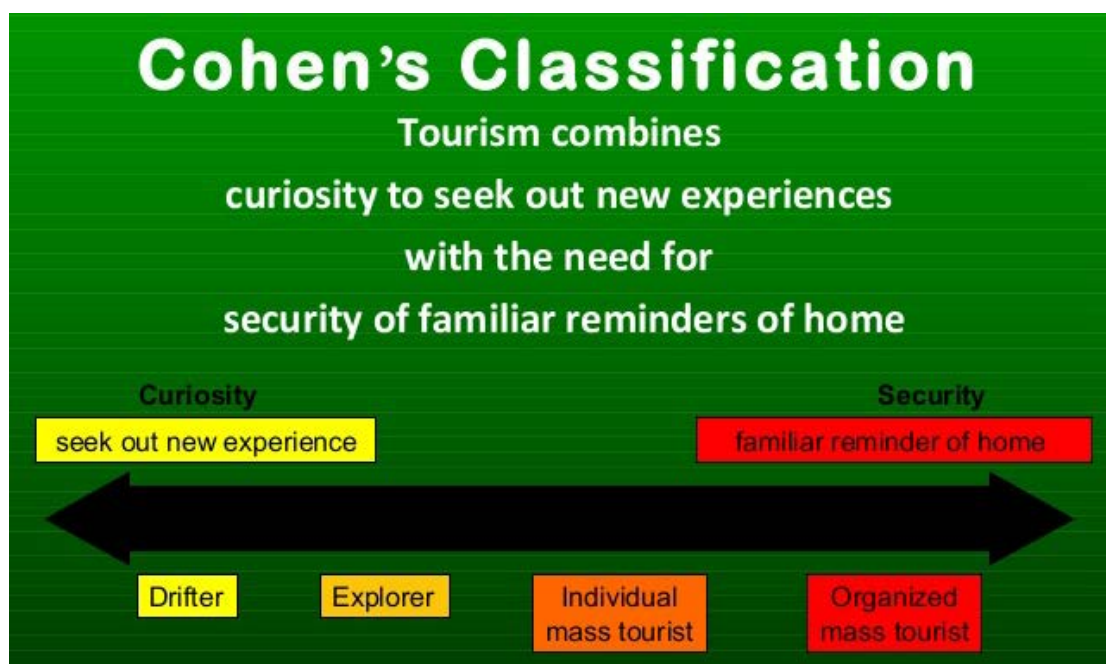 Cohen’s Classification
Tourism combines
curiosity to seek out new experiences
with the need for
security of familiar reminders of home
Curiosity
Security
seek out new experience
familiar reminder of home
Drifter
Explorer
Individual
mass tourist
Organized
mass tourist